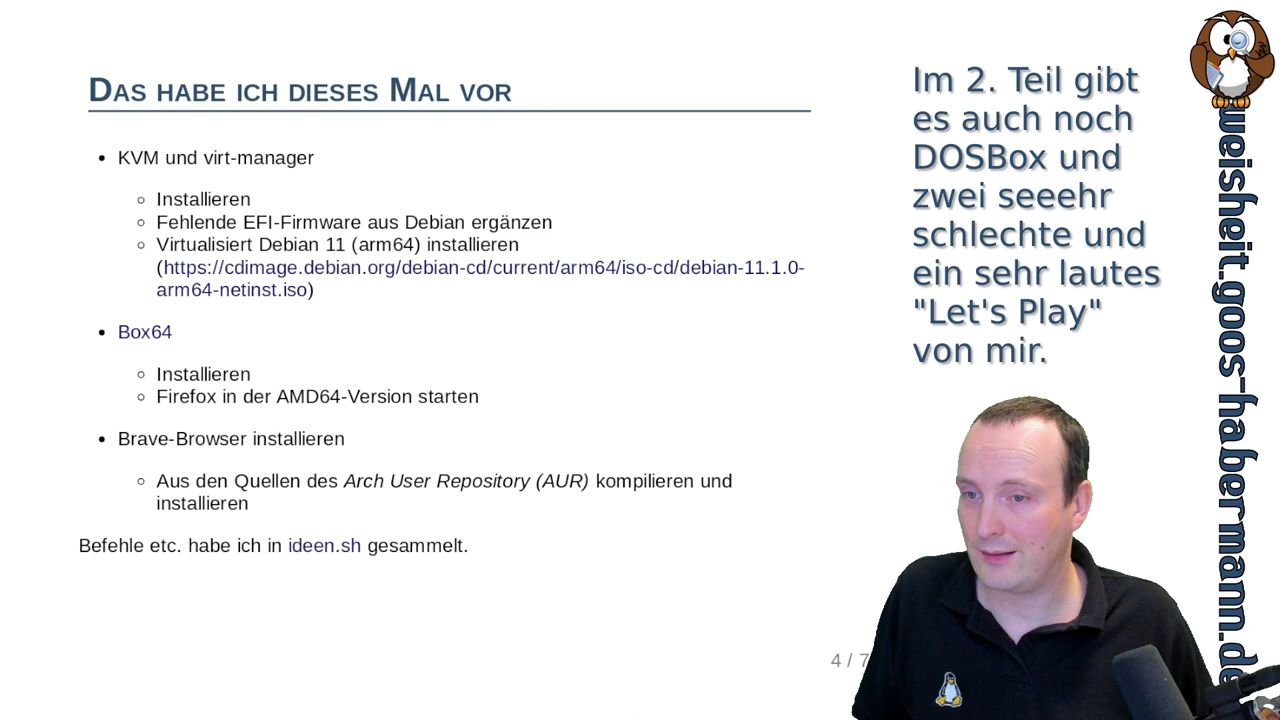 Das habe ich dieses Mal vor
KVM und virt-manager
Installieren
Fehlende EFI-Firmware aus Debian ergänzen
Virtualisiert Debian 11 (arm64) installieren
(https://cdimage.debian.org/debian-cd/current/arm64/iso-cd/debian-11.1.0-
arm64-netinst.iso)
Box64
Installieren
Firefox in der AMD64-Version starten
Brave-Browser installieren
Aus den Quellen des Arch User Repository (AUR) kompilieren und
installieren
Befehle etc. habe ich in ideen.sh gesammelt.
4 / 7
Im 2. Teil gibt
es auch noch
DOSBox und
zwei seeehr
schlechte und
ein sehr lautes
"Let's Play"
von mir.
weisheit.goos-habermann.de